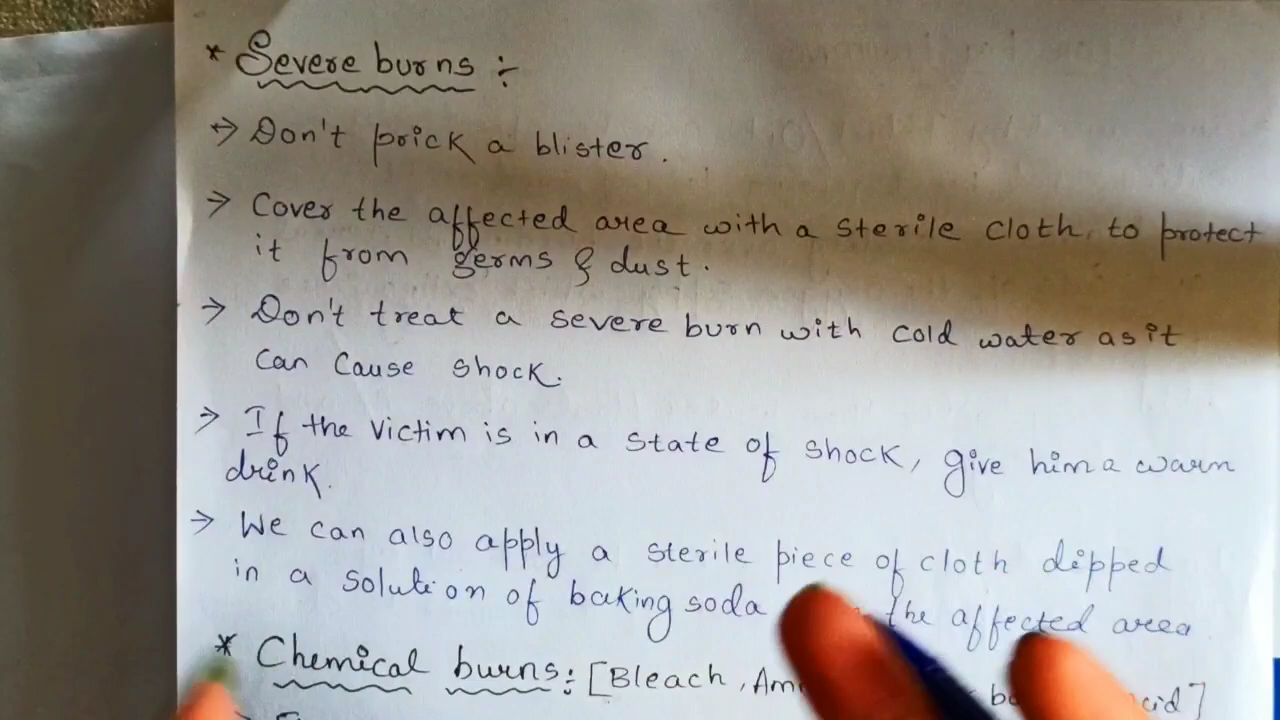 * Severe burns :-
→ Don't prick a blister.
→ Cover the affected area with a sterile cloth, to protect
it from germs & dust.
→ Don't treat a severe burn with cold water as it
can cause shock.
→ If the victim is in a state of shock, give him a warm
drink.
→ We can also apply a sterile piece of cloth dipped
in a solution of baking soda the affected area
* Chemical burns: [Bleach,